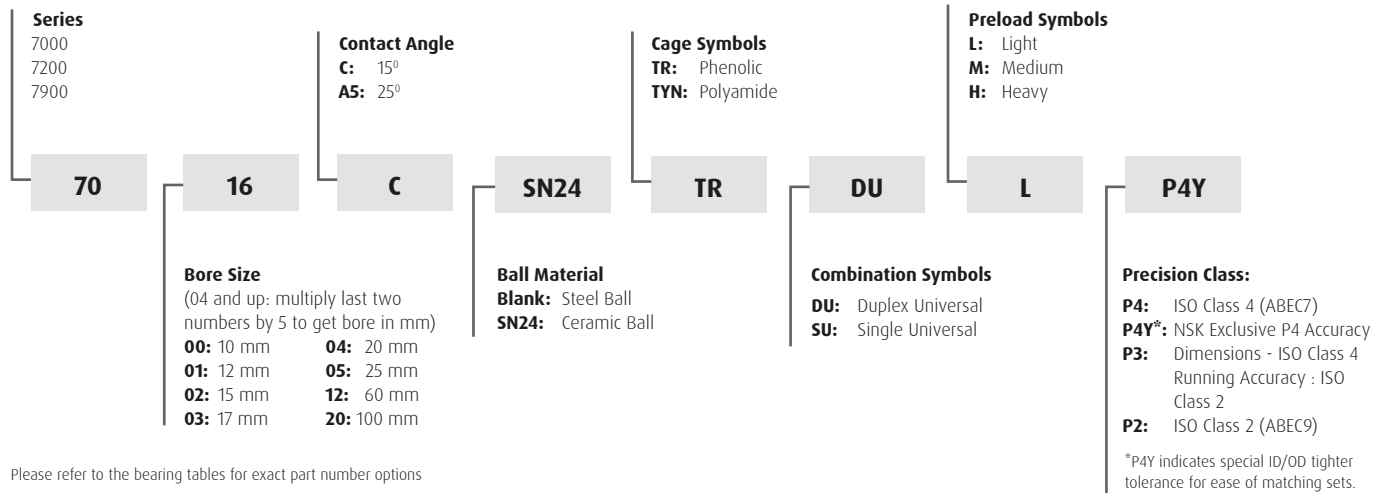 Series
7000
7200
7900
Contact Angle
C: 15⁰
A5: 25⁰
Cage Symbols
TR: Phenolic
TYN: Polyamide
Preload Symbols
L: Light
M: Medium
H: Heavy
70 16 C SN24 TR DU L P4Y
Bore Size
(04 and up: multiply last two
numbers by 5 to get bore in mm)
00: 10 mm 04: 20 mm
01: 12 mm 05: 25 mm
02: 15 mm 12: 60 mm
03: 17 mm 20: 100 mm
Ball Material
Blank: Steel Ball
SN24: Ceramic Ball
Combination Symbols
DU: Duplex Universal
SU: Single Universal
Precision Class:
P4: ISO Class 4 (ABEC7)
P4Y*: NSK Exclusive P4 Accuracy
P3: Dimensions - ISO Class 4
Running Accuracy : ISO
Class 2
P2: ISO Class 2 (ABEC9)
*P4Y indicates special ID/OD tighter
tolerance for ease of matching sets.
Please refer to the bearing tables for exact part number options